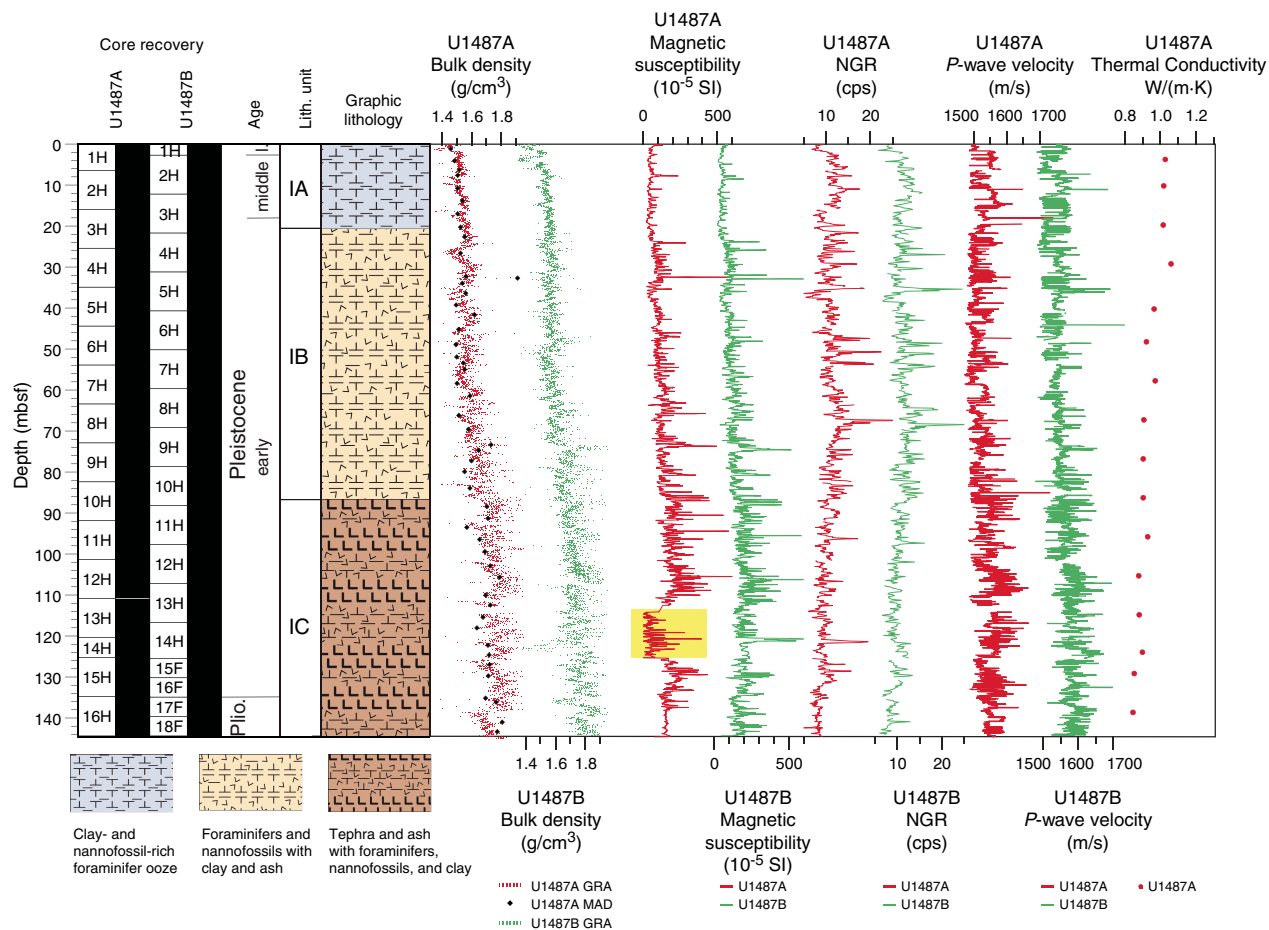 Core recovery
U1487A
U1487B
Age
Lith. unit
Graphic
lithology
U1487A
Bulk density
(g/cm3)
1.4 1.6 1.8
U1487A
Magnetic
susceptibility
(10-5 SI)
0 500
U1487A
NGR
(cps)
10 20
U1487A
P-wave velocity
(m/s)
1500 1600 1700
U1487A
Thermal Conductivity
W/(m·K)
0.8 1.0 1.2
Depth (mbsf)
0
10
20
30
40
50
60
70
80
90
100
110
120
130
140
1H
2H
3H
4H
5H
6H
7H
8H
9H
10H
11H
12H
13H
14H
15H
16H
1H
2H
3H
4H
5H
6H
7H
8H
9H
10H
11H
12H
13H
14H
15F
16F
17F
18F
l.
middle
early
Pleistocene
Plio.
IA
IB
IC
1.4 1.6 1.8
0 500
10 20
1500 1600 1700
Clay- and
nannofossil-rich
foraminifer ooze
Foraminifers and
nannofossils with
clay and ash
Tephra and ash
with foraminifers,
nannofossils, and clay
U1487B
Bulk density
(g/cm3)
U1487A GRA
U1487A MAD
U1487B GRA
U1487B
Magnetic
susceptibility
(10-5 SI)
U1487A
U1487B
U1487B
NGR
(cps)
U1487A
U1487B
U1487B
P-wave velocity
(m/s)
U1487A
U1487B
U1487A